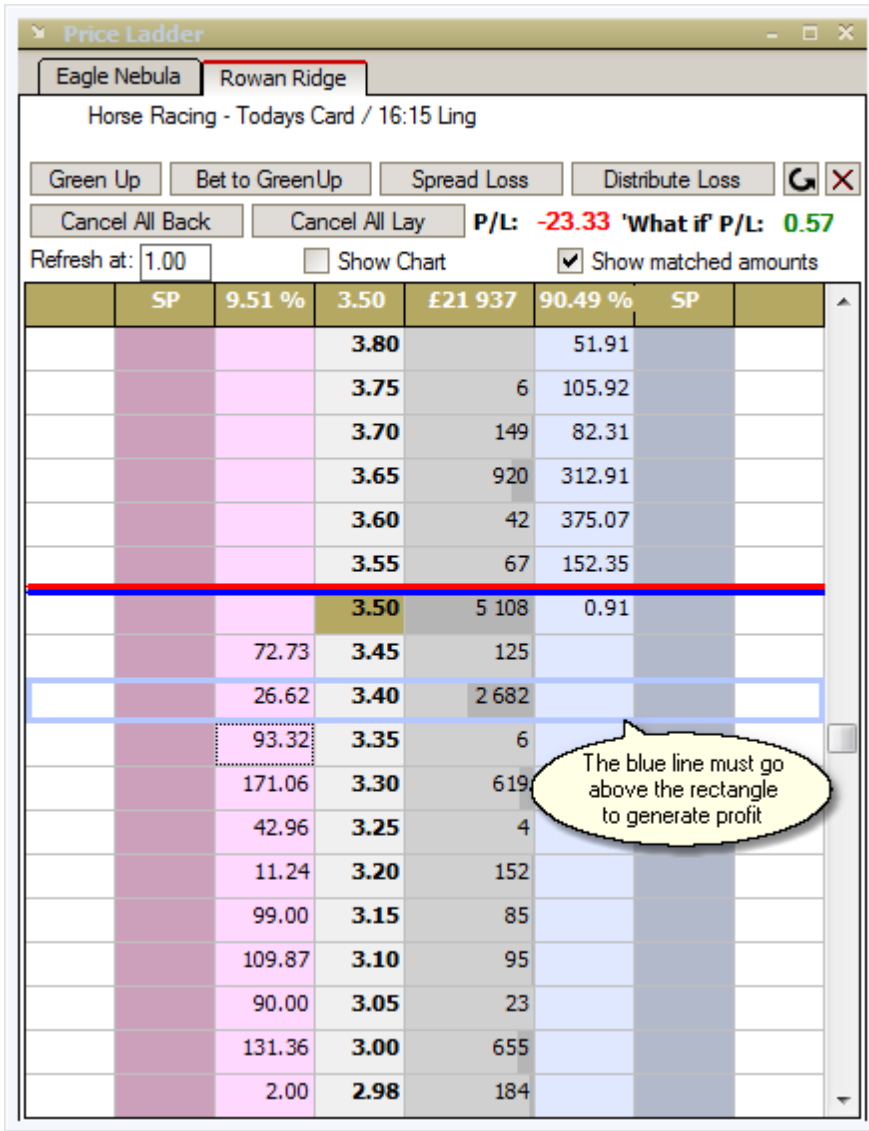 Price Ladder
Eagle Nebula Rowan Ridge
Horse Racing - Todays Card / 16:15 Ling
Green Up Bet to GreenUp Spread Loss Distribute Loss
Cancel All Back Cancel All Lay P/L: -23.33 'What if' P/L: 0.57
Refresh at: 1.00 Show Chart Show matched amounts
SP 9.51 % 3.50 £21 937 90.49 % SP
3.80 51.91
3.75 6 105.92
3.70 149 82.31
3.65 920 312.91
3.60 42 375.07
3.55 67 152.35
3.50 5 108 0.91
72.73 3.45 125
26.62 3.40 2 682
93.32 3.35 6
171.06 3.30 619
42.96 3.25 4
11.24 3.20 152
99.00 3.15 85
109.87 3.10 95
90.00 3.05 23
131.36 3.00 655
2.00 2.98 184
The blue line must go
above the rectangle
to generate profit